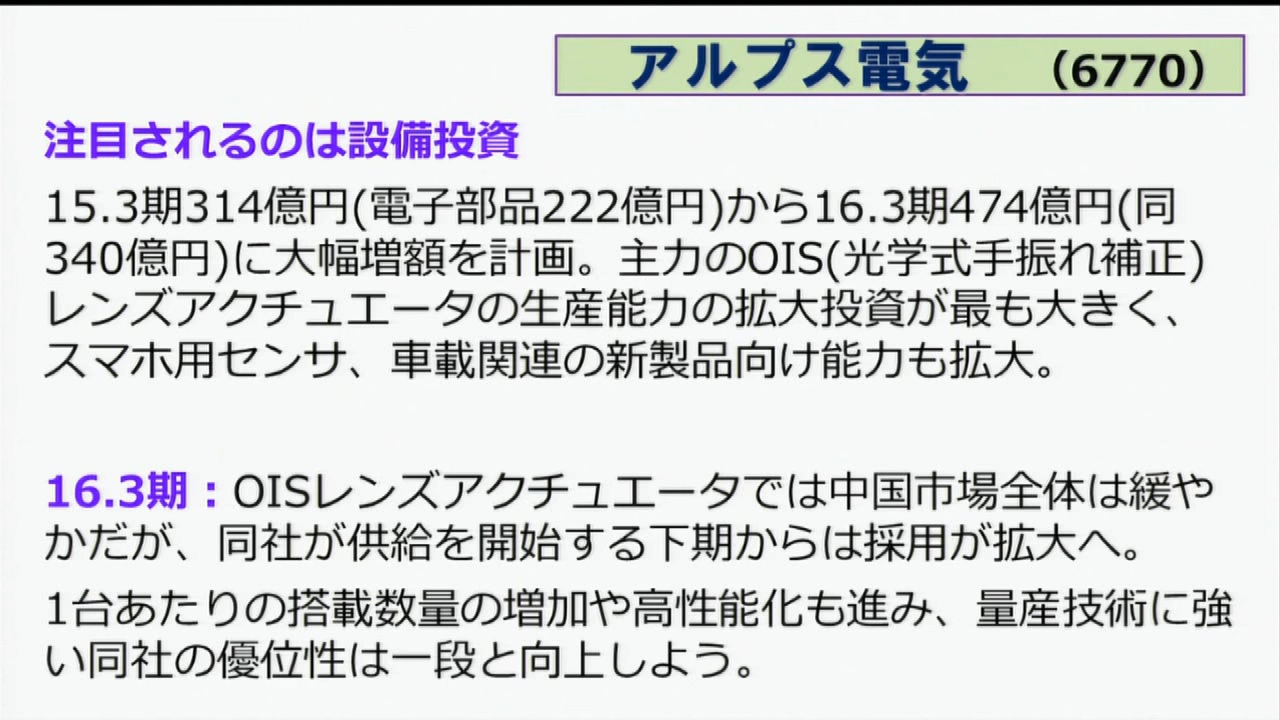 アルプス電気 （6770）
注目されるのは設備投資
15.3期314億円(電子部品222億円)から16.3期474億円(同
340億円)に大幅増額を計画。主力のOIS(光学式手振れ補正)
レンズアクチュエータの生産能力の拡大投資が最も大きく、
スマホ用センサ、車載関連の新製品向け能力も拡大。
16.3期：OISレンズアクチュエータでは中国市場全体は緩や
かだが、同社が供給を開始する下期からは採用が拡大へ。
1台あたりの搭載数量の増加や高性能化も進み、量産技術に強
い同社の優位性は一段と向上しよう。